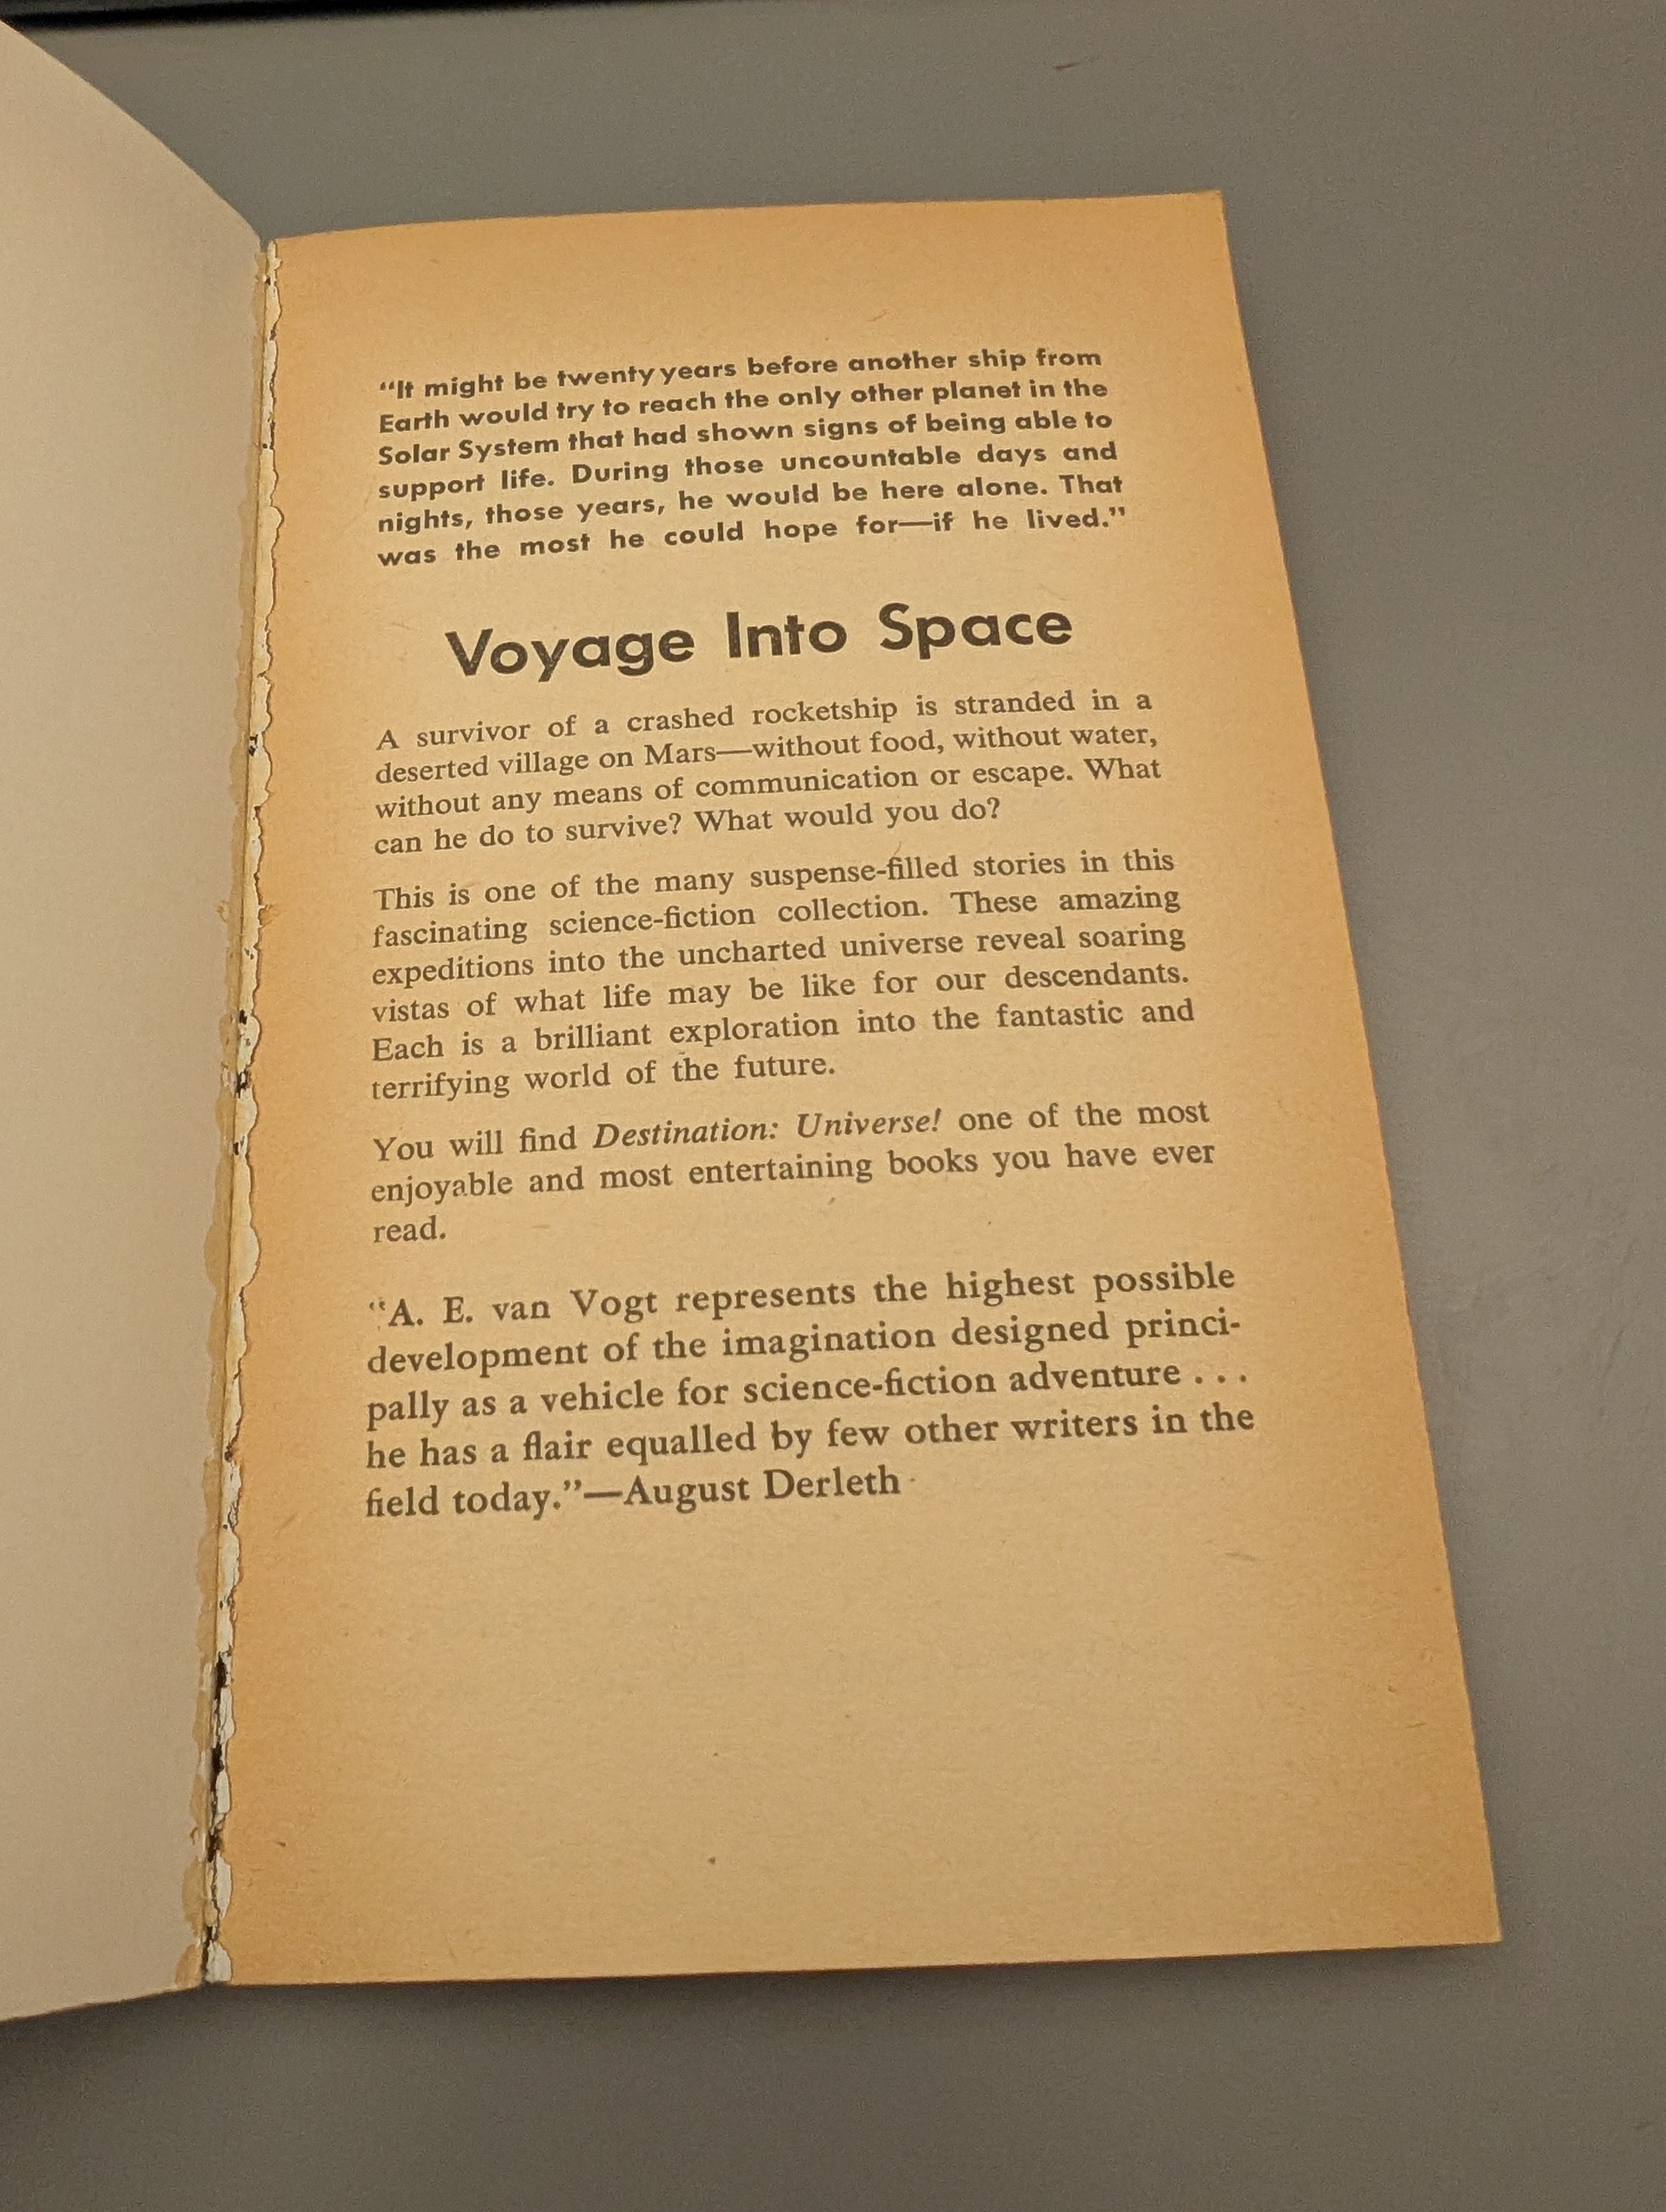 “It might be twenty years before another ship from
Earth would try to reach the only other planet in the
Solar System that had shown signs of being able to
support life. During those uncountable days and
nights, those years, he would be here alone. That
was the most he could hope for—if he lived.”
Voyage Into Space
A survivor of a crashed rocketship is stranded in a
deserted village on Mars—without food, without water,
without any means of communication or escape. What
can he do to survive? What would you do?
This is one of the many suspense-filled stories in this
fascinating science-fiction collection. These amazing
expeditions into the uncharted universe reveal soaring
vistas of what life may be like for our descendants.
Each is a brilliant exploration into the fantastic and
terrifying world of the future.
You will find Destination: Universe! one of the most
enjoyable and most entertaining books you have ever
read.
“A. E. van Vogt represents the highest possible
development of the imagination designed princi-
pally as a vehicle for science-fiction adventure . . .
he has a flair equalled by few other writers in the
field today.”—August Derleth